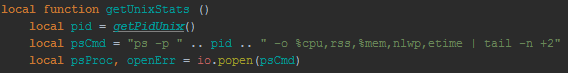 local function getUnixStats ()
local pid = getPidUnix()
local psCmd = "ps -p " .. pid .. " -o %cpu,rss,%mem,nlwp,etime | tail -n +2"
local psProc, openErr = io.popen(psCmd)